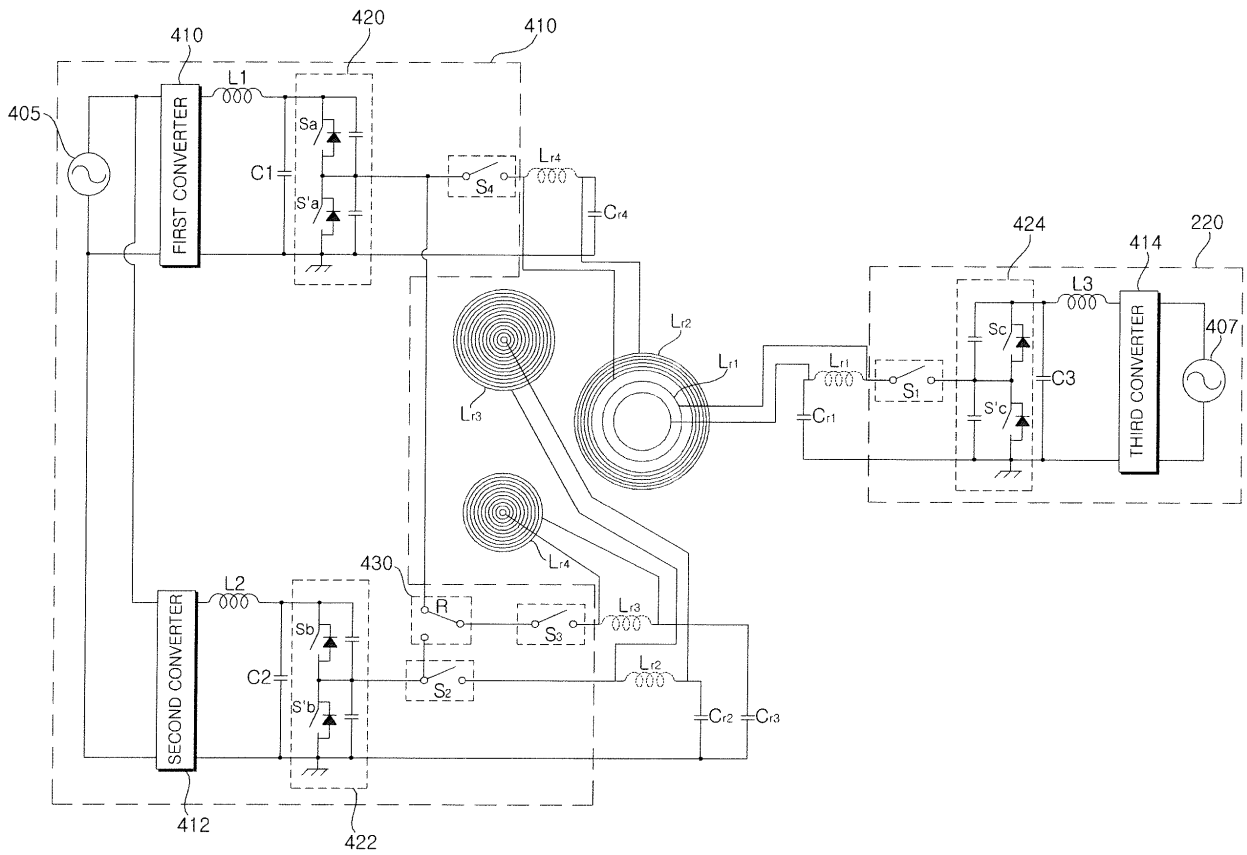 410
420
410
L1
405
FIRST CONVERTER
Sa
C1
S'a
S4
Lr4
Cr4
424
414
220
L3
Lr2
Lr1
Lr3
Lr1
S1
Cr1
Sc
S'c
C3
THIRD CONVERTER
407
Lr4
430
L2
R
S3
Lr3
SECOND CONVERTER
Sb
C2
S'b
S2
Lr2
Cr2
Cr3
412
422